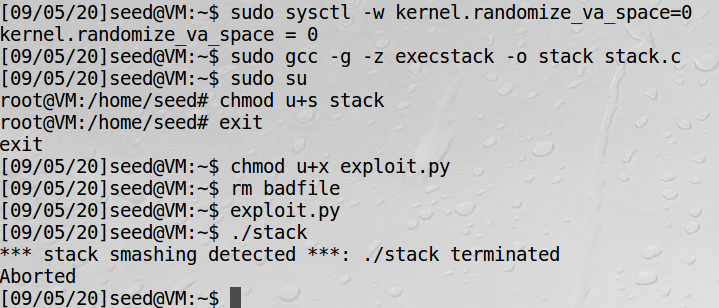 [09/05/20]seed@VM:~$ sudo sysctl -w kernel.randomize_va_space=0
kernel.randomize_va_space = 0
[09/05/20]seed@VM:~$ sudo gcc -g -z execstack -o stack stack.c
[09/05/20]seed@VM:~$ sudo su
root@VM:/home/seed# chmod u+s stack
root@VM:/home/seed# exit
exit
[09/05/20]seed@VM:~$ chmod u+x exploit.py
[09/05/20]seed@VM:~$ rm badfile
[09/05/20]seed@VM:~$ exploit.py
[09/05/20]seed@VM:~$ ./stack
*** stack smashing detected ***: ./stack terminated
Aborted
[09/05/20]seed@VM:~$